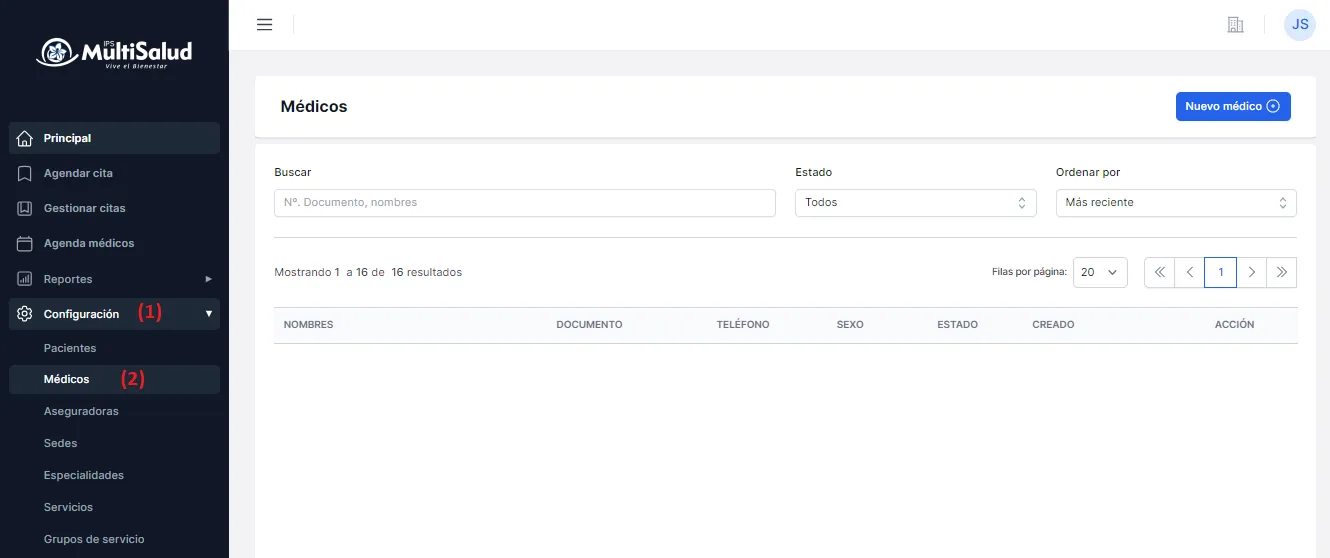 IPS
MultiSalud
Vive el Bienestar
Principal
Agendar cita
Gestionar citas
Agenda médicos
Reportes
Configuración (1)
Pacientes
Médicos (2)
Aseguradoras
Sedes
Especialidades
Servicios
Grupos de servicio
JS
Médicos
Nuevo médico
Buscar Estado Ordenar por
Nº. Documento, nombres Todos Más reciente
Mostrando 1 a 16 de 16 resultados Filas por página: 20 1
NOMBRES DOCUMENTO TELÉFONO SEXO ESTADO CREADO ACCIÓN